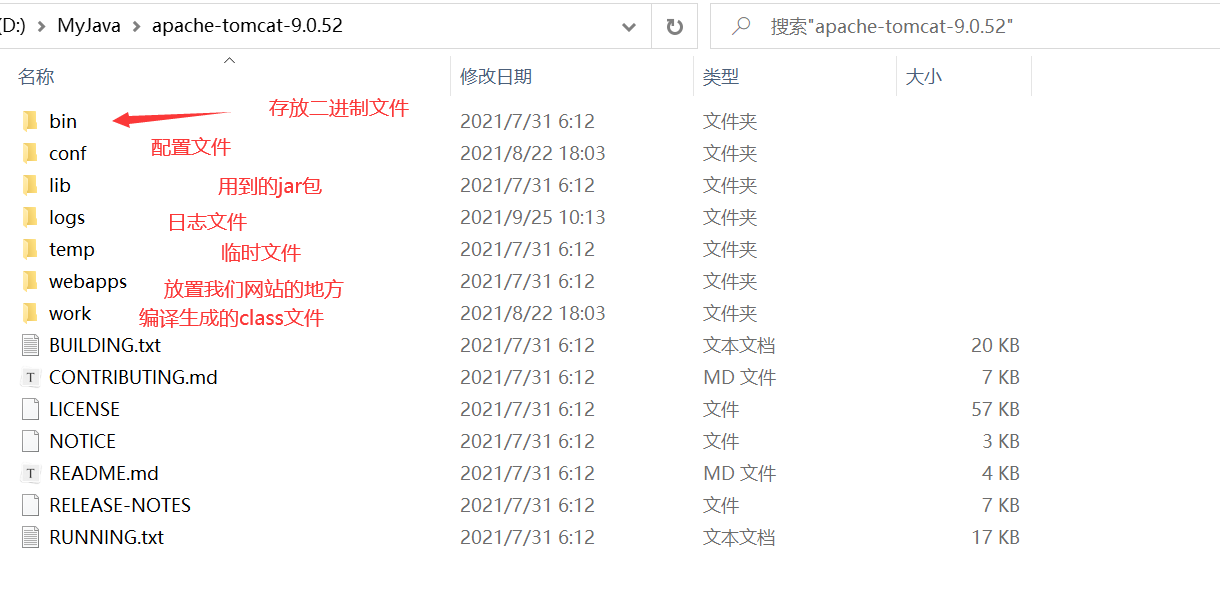 (D:) > MyJava > apache-tomcat-9.0.52 搜索"apache-tomcat-9.0.52"
名称 修改日期 类型 大小
bin 存放二进制文件 2021/7/31 6:12 文件夹
conf 配置文件 2021/8/22 18:03 文件夹
lib 用到的jar包 2021/7/31 6:12 文件夹
logs 日志文件 2021/9/25 10:13 文件夹
temp 临时文件 2021/7/31 6:12 文件夹
webapps 放置我们网站的地方 2021/7/31 6:12 文件夹
work 编译生成的class文件 2021/8/22 18:03 文件夹
BUILDING.txt 2021/7/31 6:12 文本文档 20 KB
CONTRIBUTING.md 2021/7/31 6:12 MD 文件 7 KB
LICENSE 2021/7/31 6:12 文件 57 KB
NOTICE 2021/7/31 6:12 文件 3 KB
README.md 2021/7/31 6:12 MD 文件 4 KB
RELEASE-NOTES 2021/7/31 6:12 文件 7 KB
RUNNING.txt 2021/7/31 6:12 文本文档 17 KB